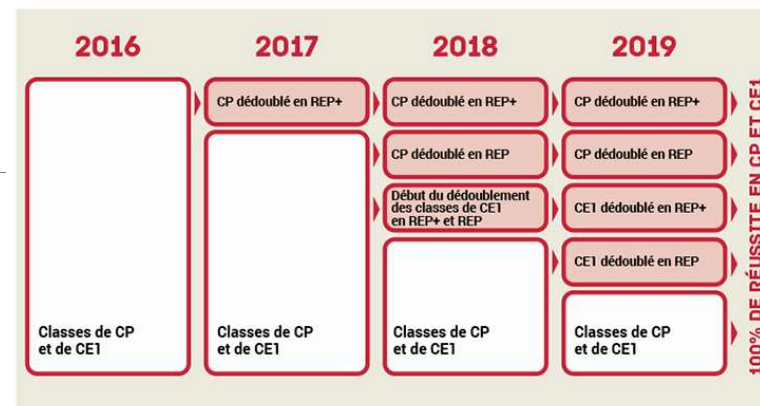 2016
2017
2018
2019
CP dédoublé en REP+
CP dédoublé en REP+
CP dédoublé en REP+
CP dédoublé en REP
CP dédoublé en REP
Début du dédoublement
des classes de CE1
en REP+ et REP
CE1 dédoublé en REP+
CE1 dédoublé en REP
Classes de CP
et de CE1
Classes de CP
et de CE1
Classes de CP
et de CE1
Classes de CP
et de CE1
100% DE RÉUSSITE EN CP ET CE1